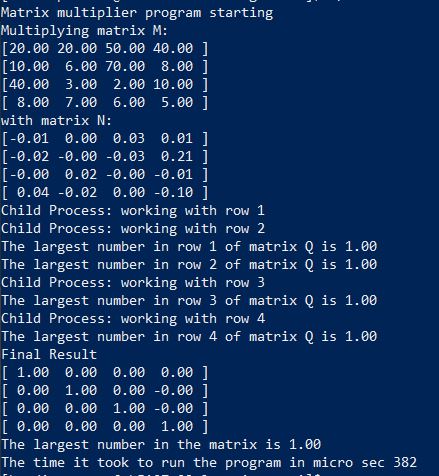 Matrix multiplier program starting
Multiplying matrix M:
[20.00 20.00 50.00 40.00 ]
[10.00  6.00 70.00  8.00 ]
[40.00  3.00  2.00 10.00 ]
[ 8.00  7.00  6.00  5.00 ]
with matrix N:
[-0.01  0.00  0.03  0.01 ]
[-0.02 -0.00 -0.03  0.21 ]
[-0.00  0.02 -0.00 -0.01 ]
[ 0.04 -0.02  0.00 -0.10 ]
Child Process: working with row 1
Child Process: working with row 2
The largest number in row 1 of matrix Q is 1.00
The largest number in row 2 of matrix Q is 1.00
Child Process: working with row 3
The largest number in row 3 of matrix Q is 1.00
Child Process: working with row 4
The largest number in row 4 of matrix Q is 1.00
Final Result
[ 1.00  0.00  0.00  0.00 ]
[ 0.00  1.00  0.00 -0.00 ]
[ 0.00  0.00  1.00 -0.00 ]
[ 0.00  0.00  0.00  1.00 ]
The largest number in the matrix is 1.00
The time it took to run the program in micro sec 382